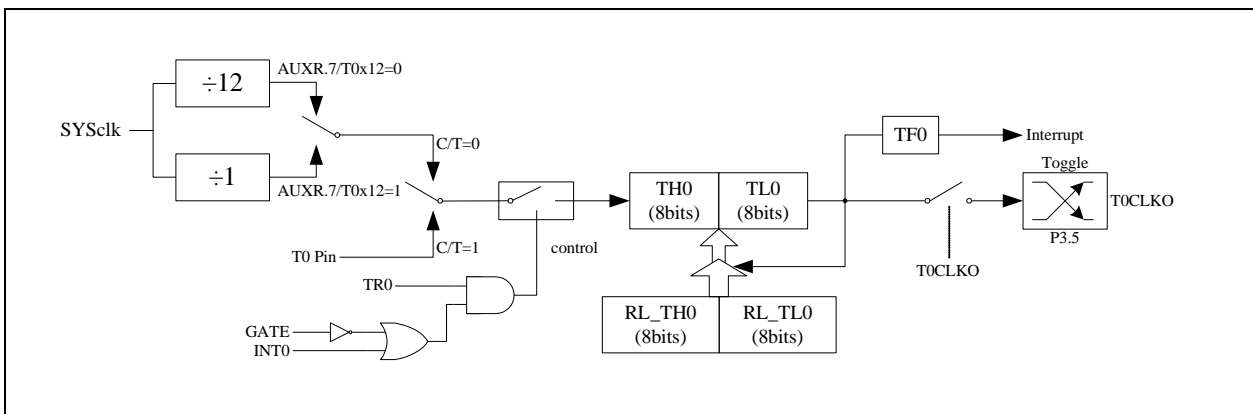 ÷12
AUXR.7/T0x12=0
SYSclk
÷1
AUXR.7/T0x12=1
C/T=0
C/T=1
T0 Pin
control
TR0
GATE
INT0
TH0
(8bits)
TL0
(8bits)
RL_TH0
(8bits)
RL_TL0
(8bits)
TF0
Interrupt
Toggle
T0CLKO
P3.5
T0CLKO